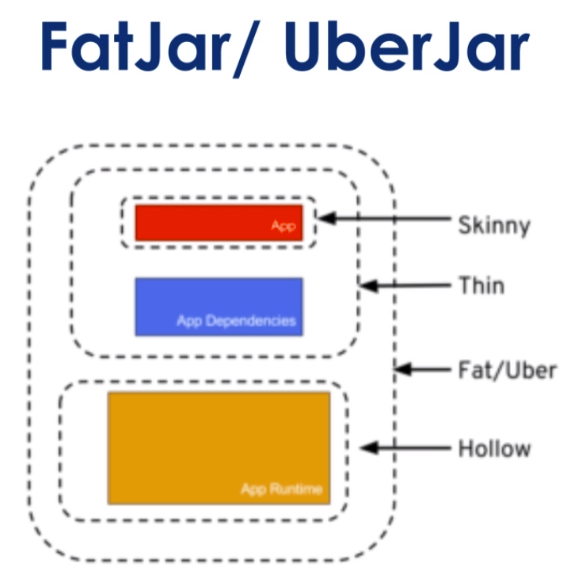 FatJar/ UberJar
App
Skinny
Thin
App Dependencies
Fat/Uber
Hollow
App Runtime